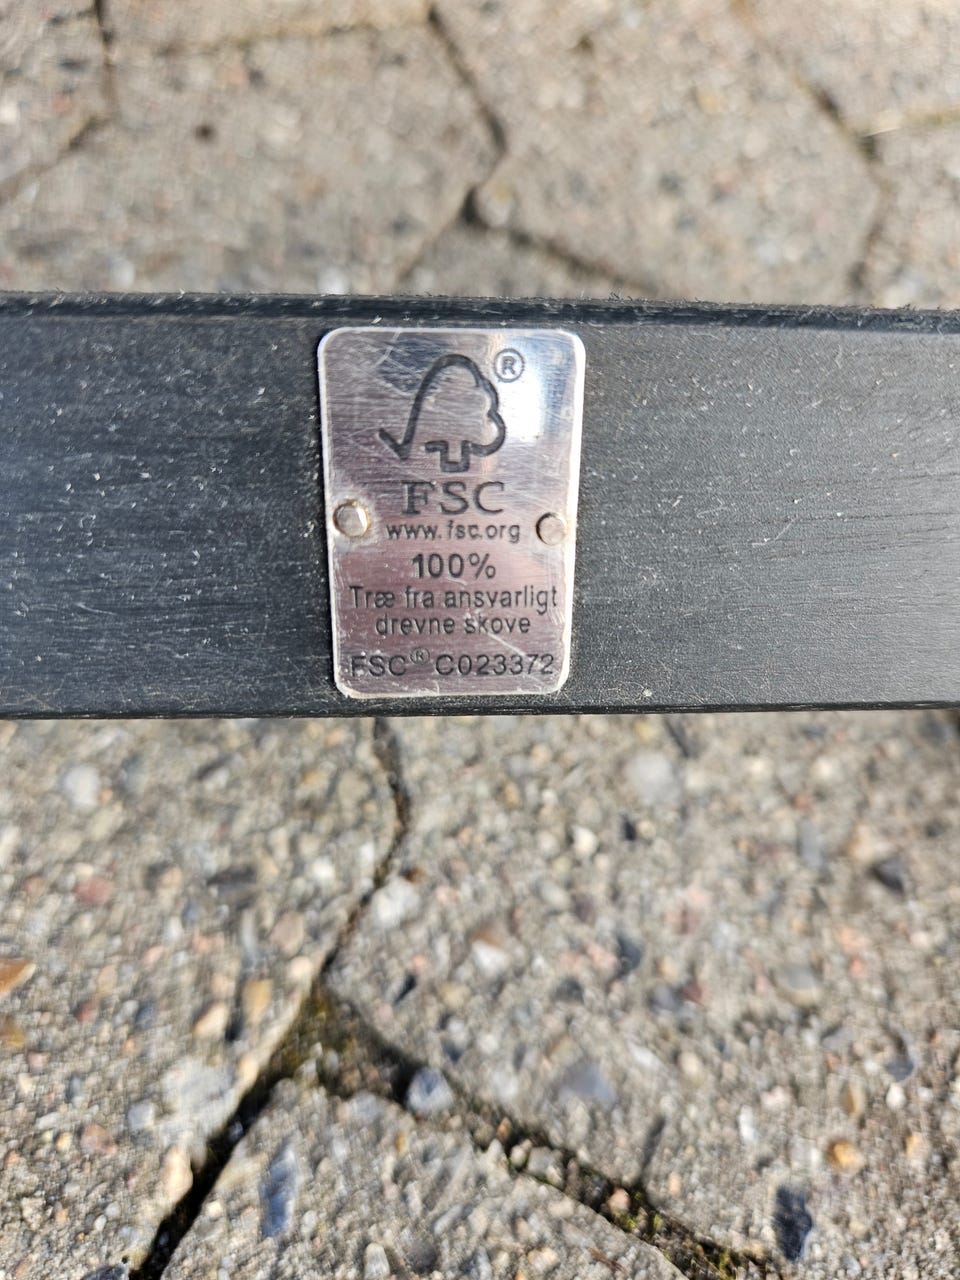 ®
FSC
www.fsc.org
100%
Træ fra ansvarligt
drevne skove
FSC® C023372